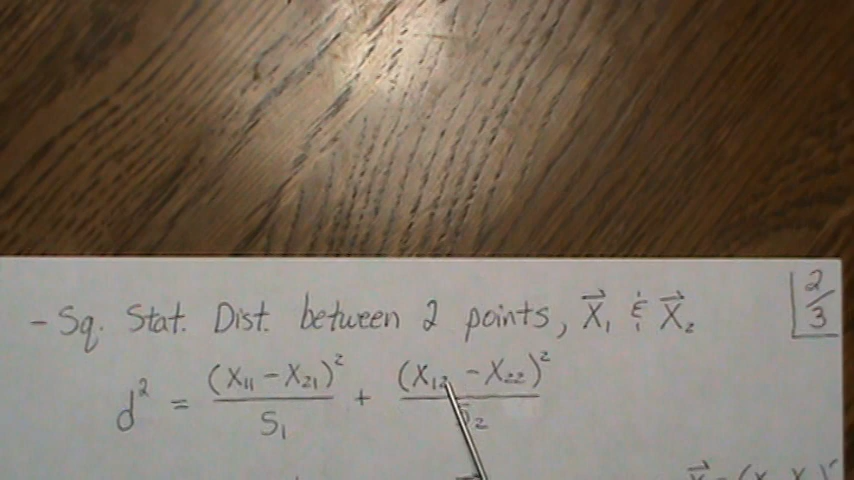 - Sq. Stat. Dist. between 2 points, X⃗₁ & X⃗₂
2/3
d² = (X₁₁ - X₂₁)² / S₁ + (X₁₂ - X₂₂)² / S₂